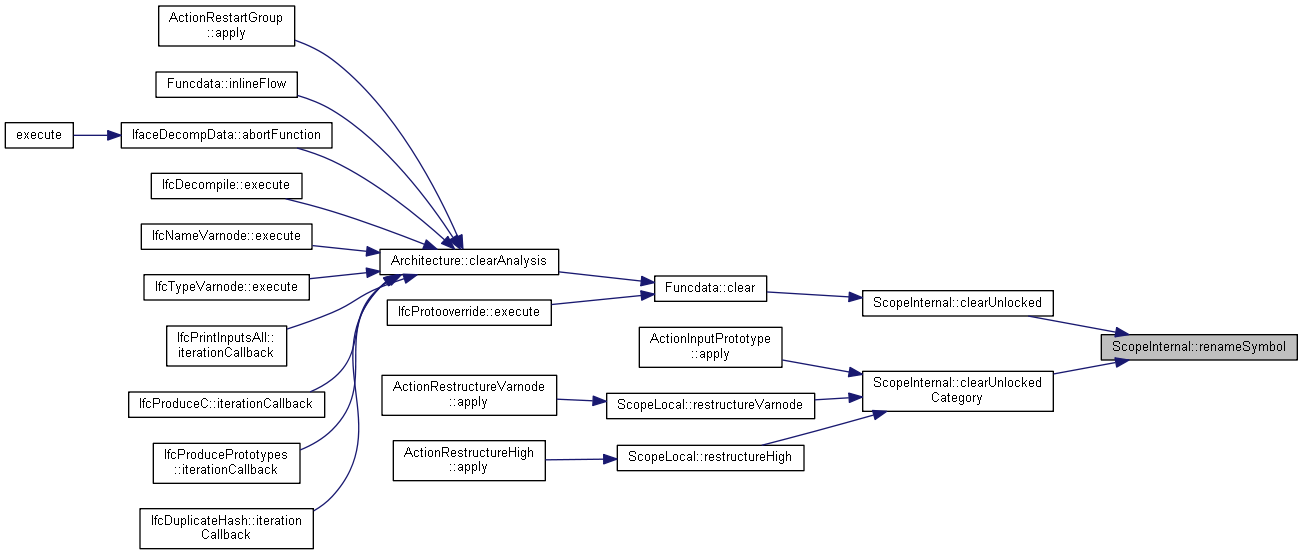 ActionRestartGroup
::apply
Funcdata::inlineFlow
execute
IfaceDecompData::abortFunction
IfcDecompile::execute
IfcNameVarnode::execute
Architecture::clearAnalysis
IfcTypeVarnode::execute
Funcdata::clear
ScopeInternal::clearUnlocked
IfcProtooverride::execute
IfcPrintInputsAll::
iterationCallback
ActionInputPrototype
::apply
ScopeInternal::renameSymbol
ScopeInternal::clearUnlocked
Category
ActionRestructureVarnode
::apply
ScopeLocal::restructureVarnode
IfcProduceC::iterationCallback
ActionRestructureHigh
::apply
ScopeLocal::restructureHigh
IfcProducePrototypes
::iterationCallback
IfcDuplicateHash::iteration
Callback